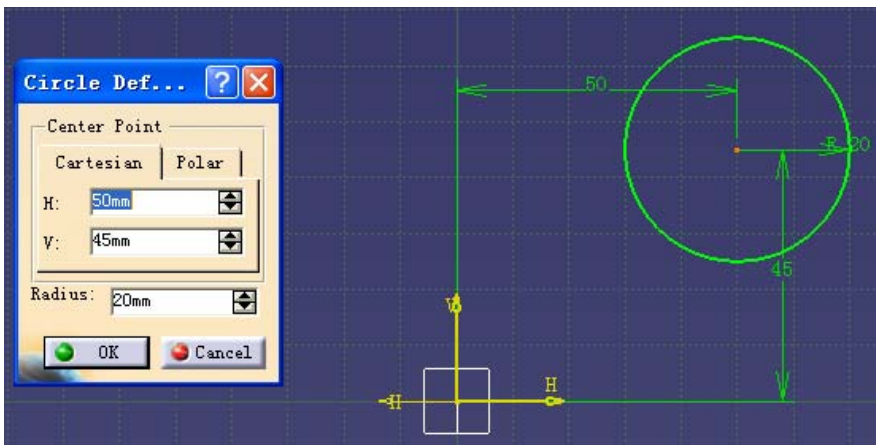 Circle Def... ?
Center Point
Cartesian Polar
H: 50mm
V: 45mm
Radius: 20mm
OK Cancel
50
R 20
45
V
H
H